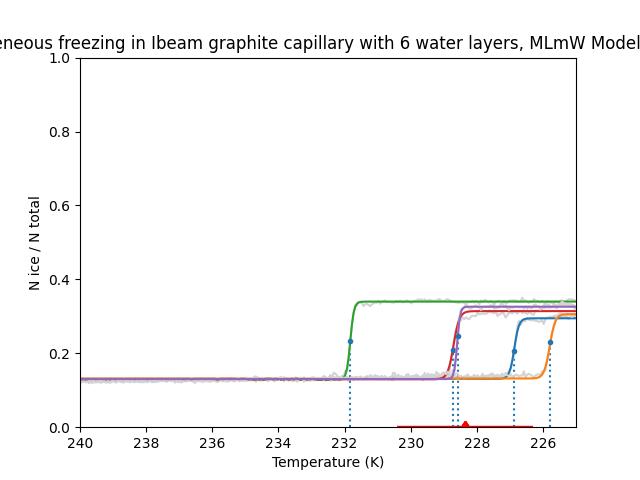 eneous freezing in Ibeam graphite capillary with 6 water layers, MLmW Model
1.0
0.8
0.6
0.4
0.2
0.0
N ice / N total
240 238 236 234 232 230 228 226
Temperature (K)